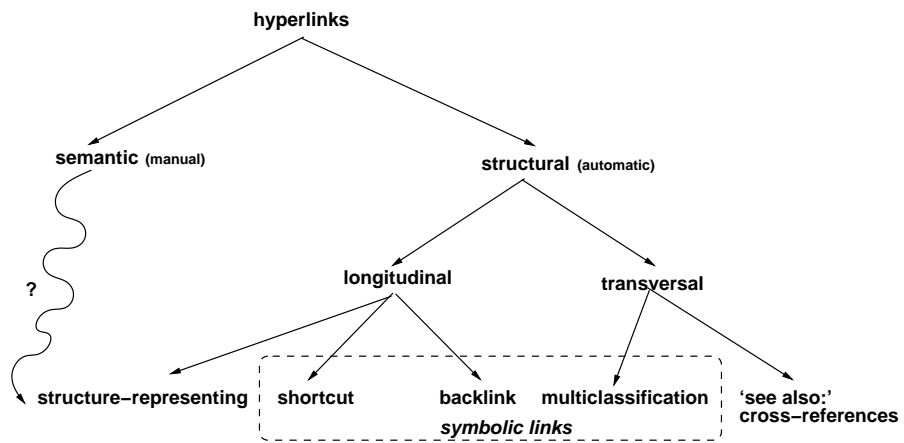 hyperlinks
semantic (manual)
structural (automatic)
longitudinal
transversal
?
structure–representing
shortcut
backlink
multiclassification
'see also:'
cross–references
symbolic links